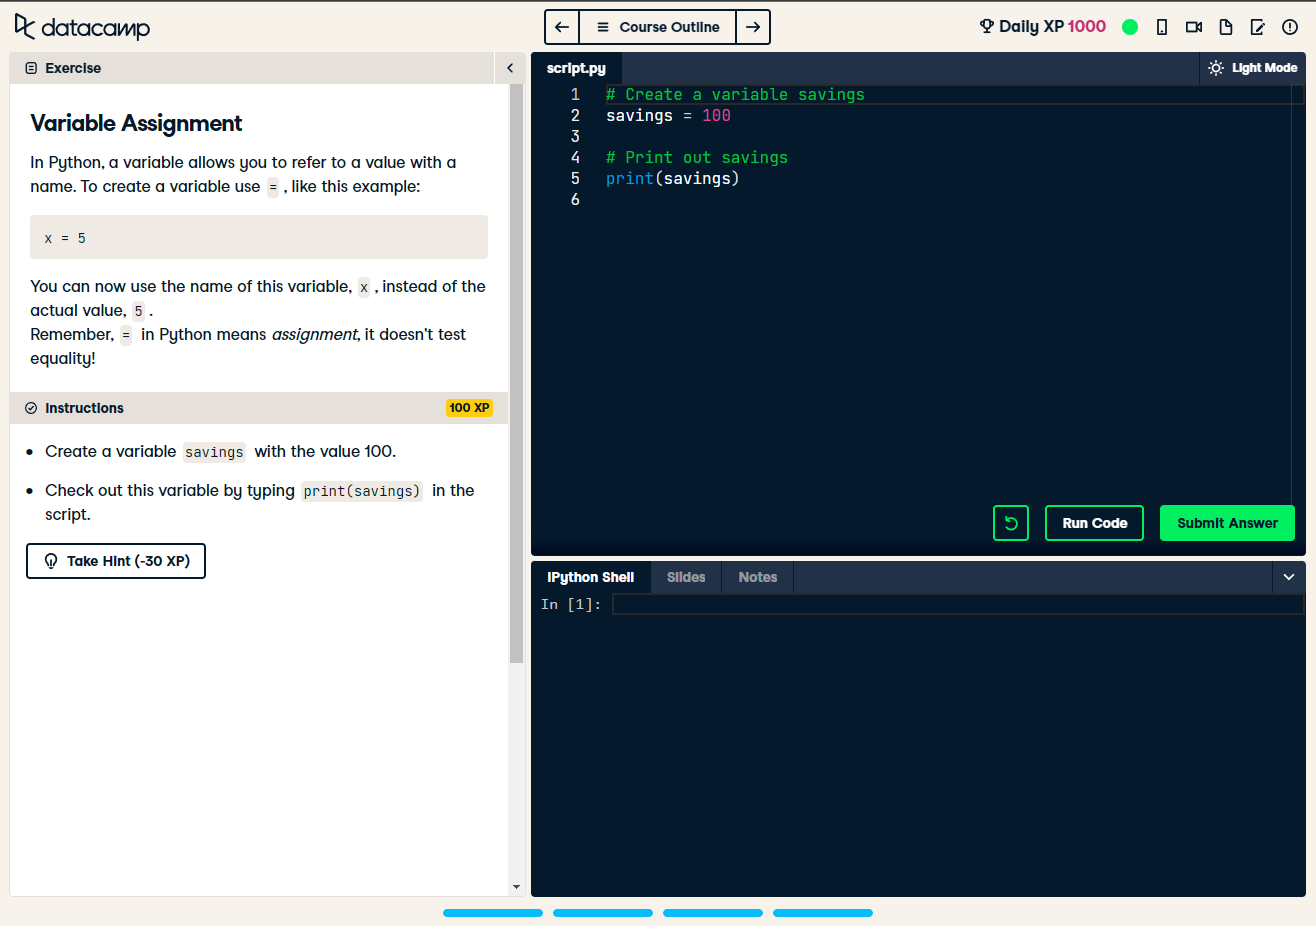 datacamp
Course Outline
Daily XP 1000
Exercise
script.py
Light Mode
Variable Assignment
In Python, a variable allows you to refer to a value with a
name. To create a variable use = , like this example:
x = 5
You can now use the name of this variable, x , instead of the
actual value, 5 .
Remember, = in Python means assignment, it doesn't test
equality!
Instructions
100 XP
Create a variable savings with the value 100.
Check out this variable by typing print(savings) in the
script.
Take Hint (-30 XP)
1 # Create a variable savings
2 savings = 100
3
4 # Print out savings
5 print(savings)
6
Run Code
Submit Answer
IPython Shell
Slides
Notes
In [1]: